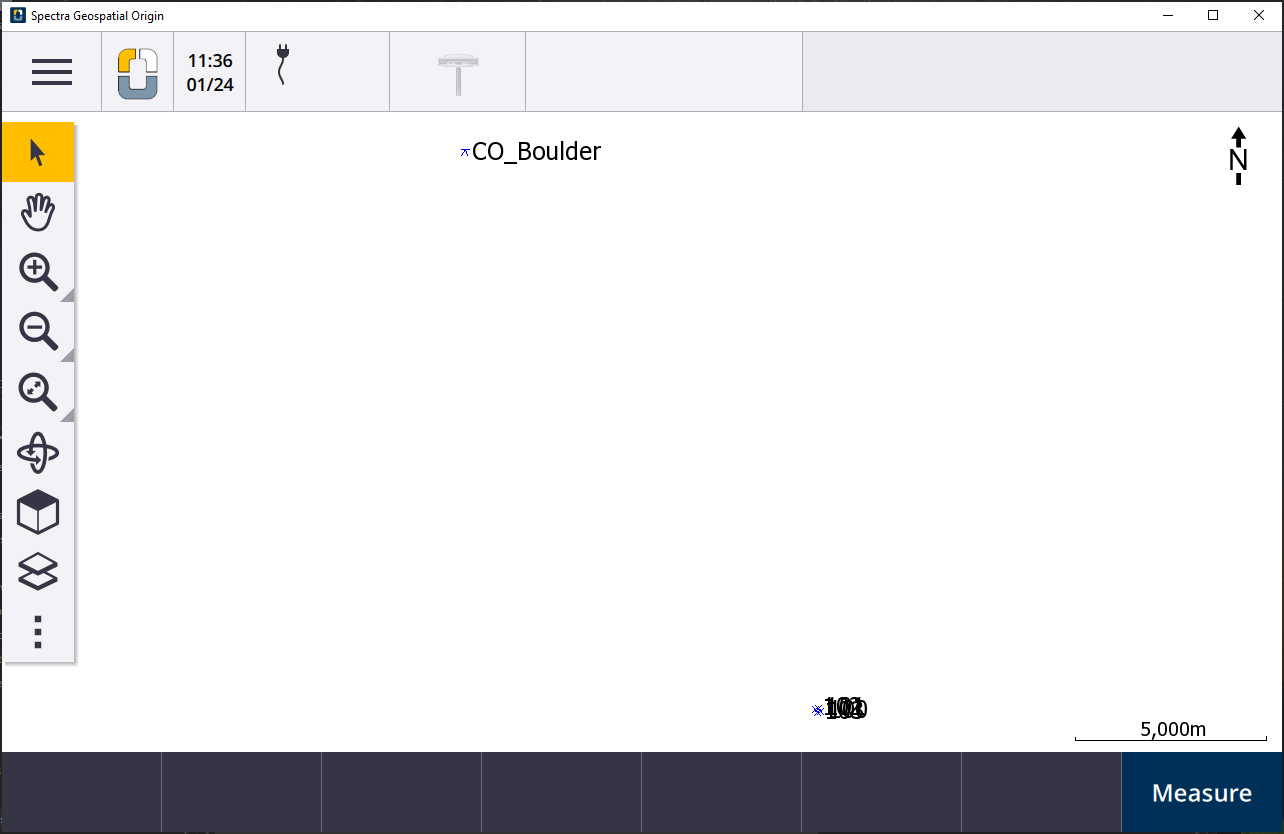 Spectra Geospatial Origin
11:36
01/24
CO_Boulder
N
5,000m
Measure